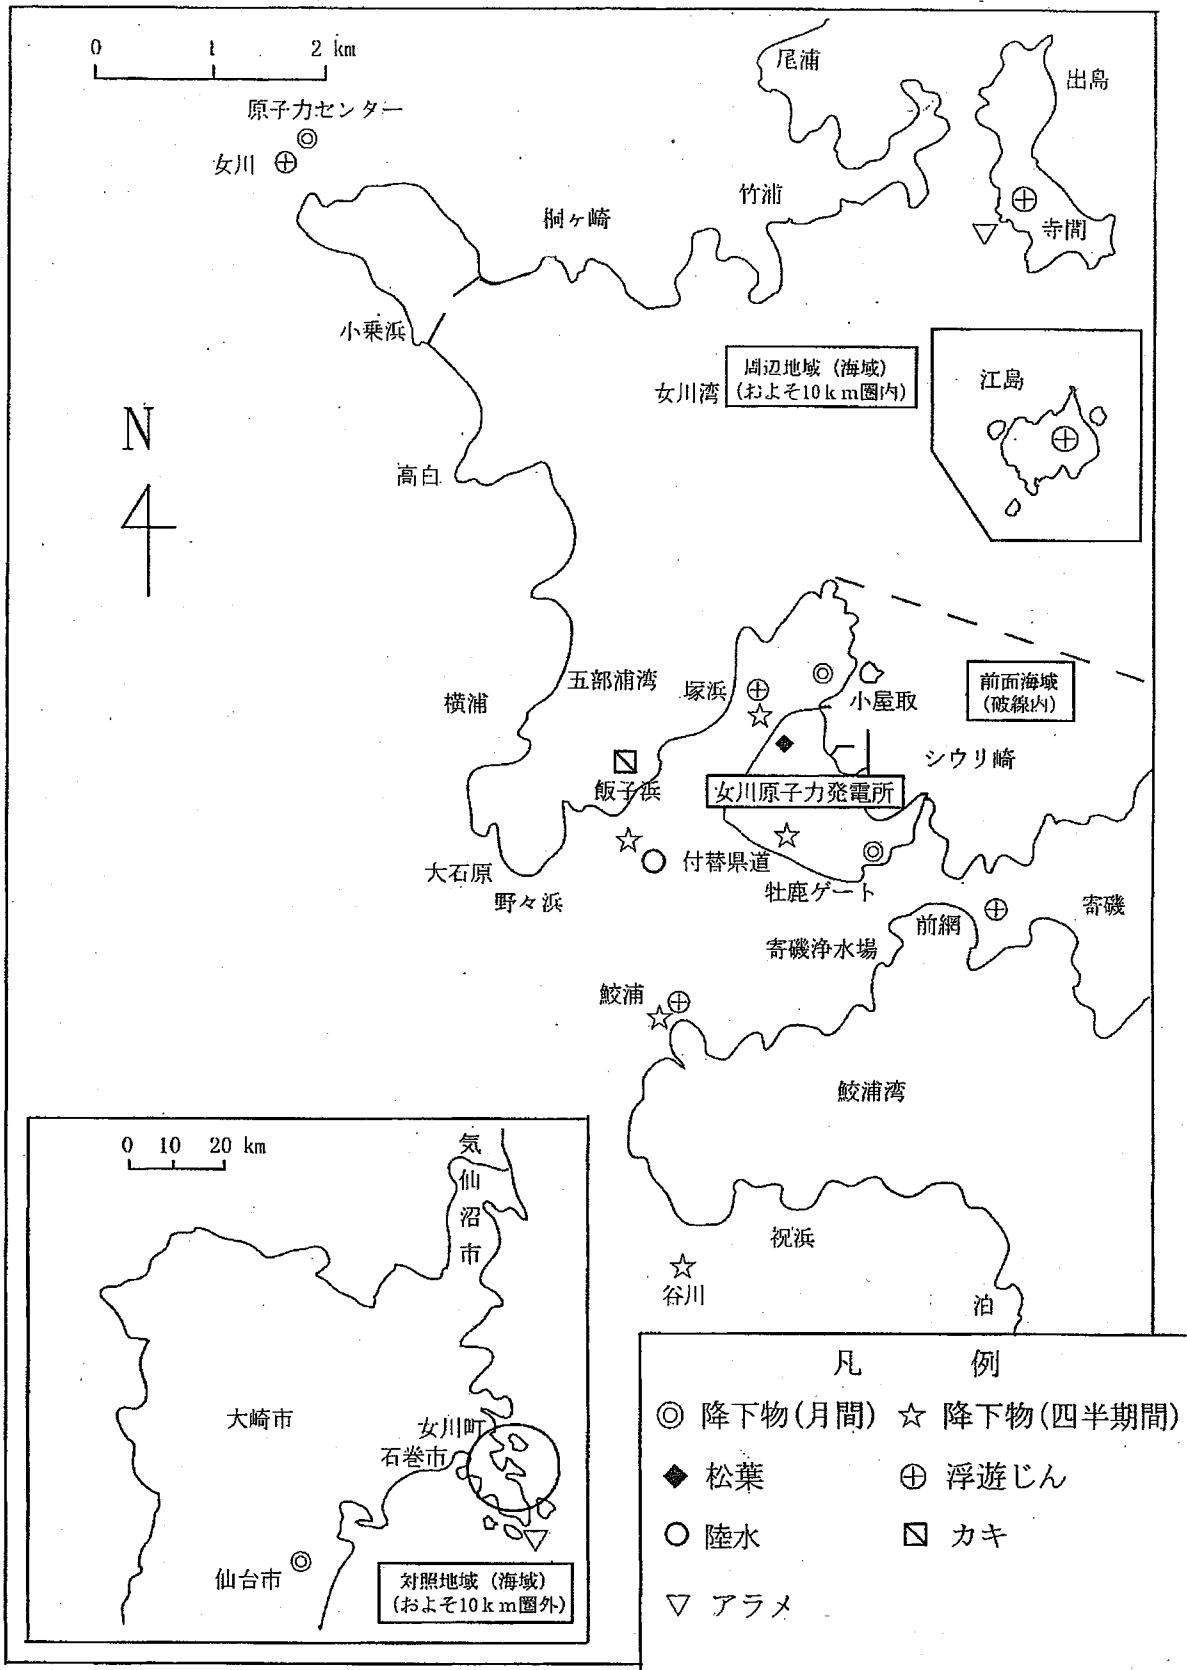 0 1 2 km
原子力センター
女川
尾浦
出島
竹浦
桐ヶ崎
寺間
小乗浜
女川湾
周辺地域 (海域)
(およそ10km圏内)
江島
N
高白
五部浦湾
横浦
塚浜
小屋取
前面海域
(破線内)
シウリ崎
飯子浜
女川原子力発電所
大石原
野々浜
付替県道
牡鹿ゲート
前網
寄磯
寄磯浄水場
鮫浦
鮫浦湾
祝浜
谷川
泊
0 10 20 km
気仙沼市
大崎市
女川町
石巻市
仙台市
対照地域 (海域)
(およそ10km圏外)
凡 例
◎ 降下物(月間) ☆ 降下物(四半期間)
◆ 松葉 ⊕ 浮遊じん
○ 陸水 カキ
▽ アラメ